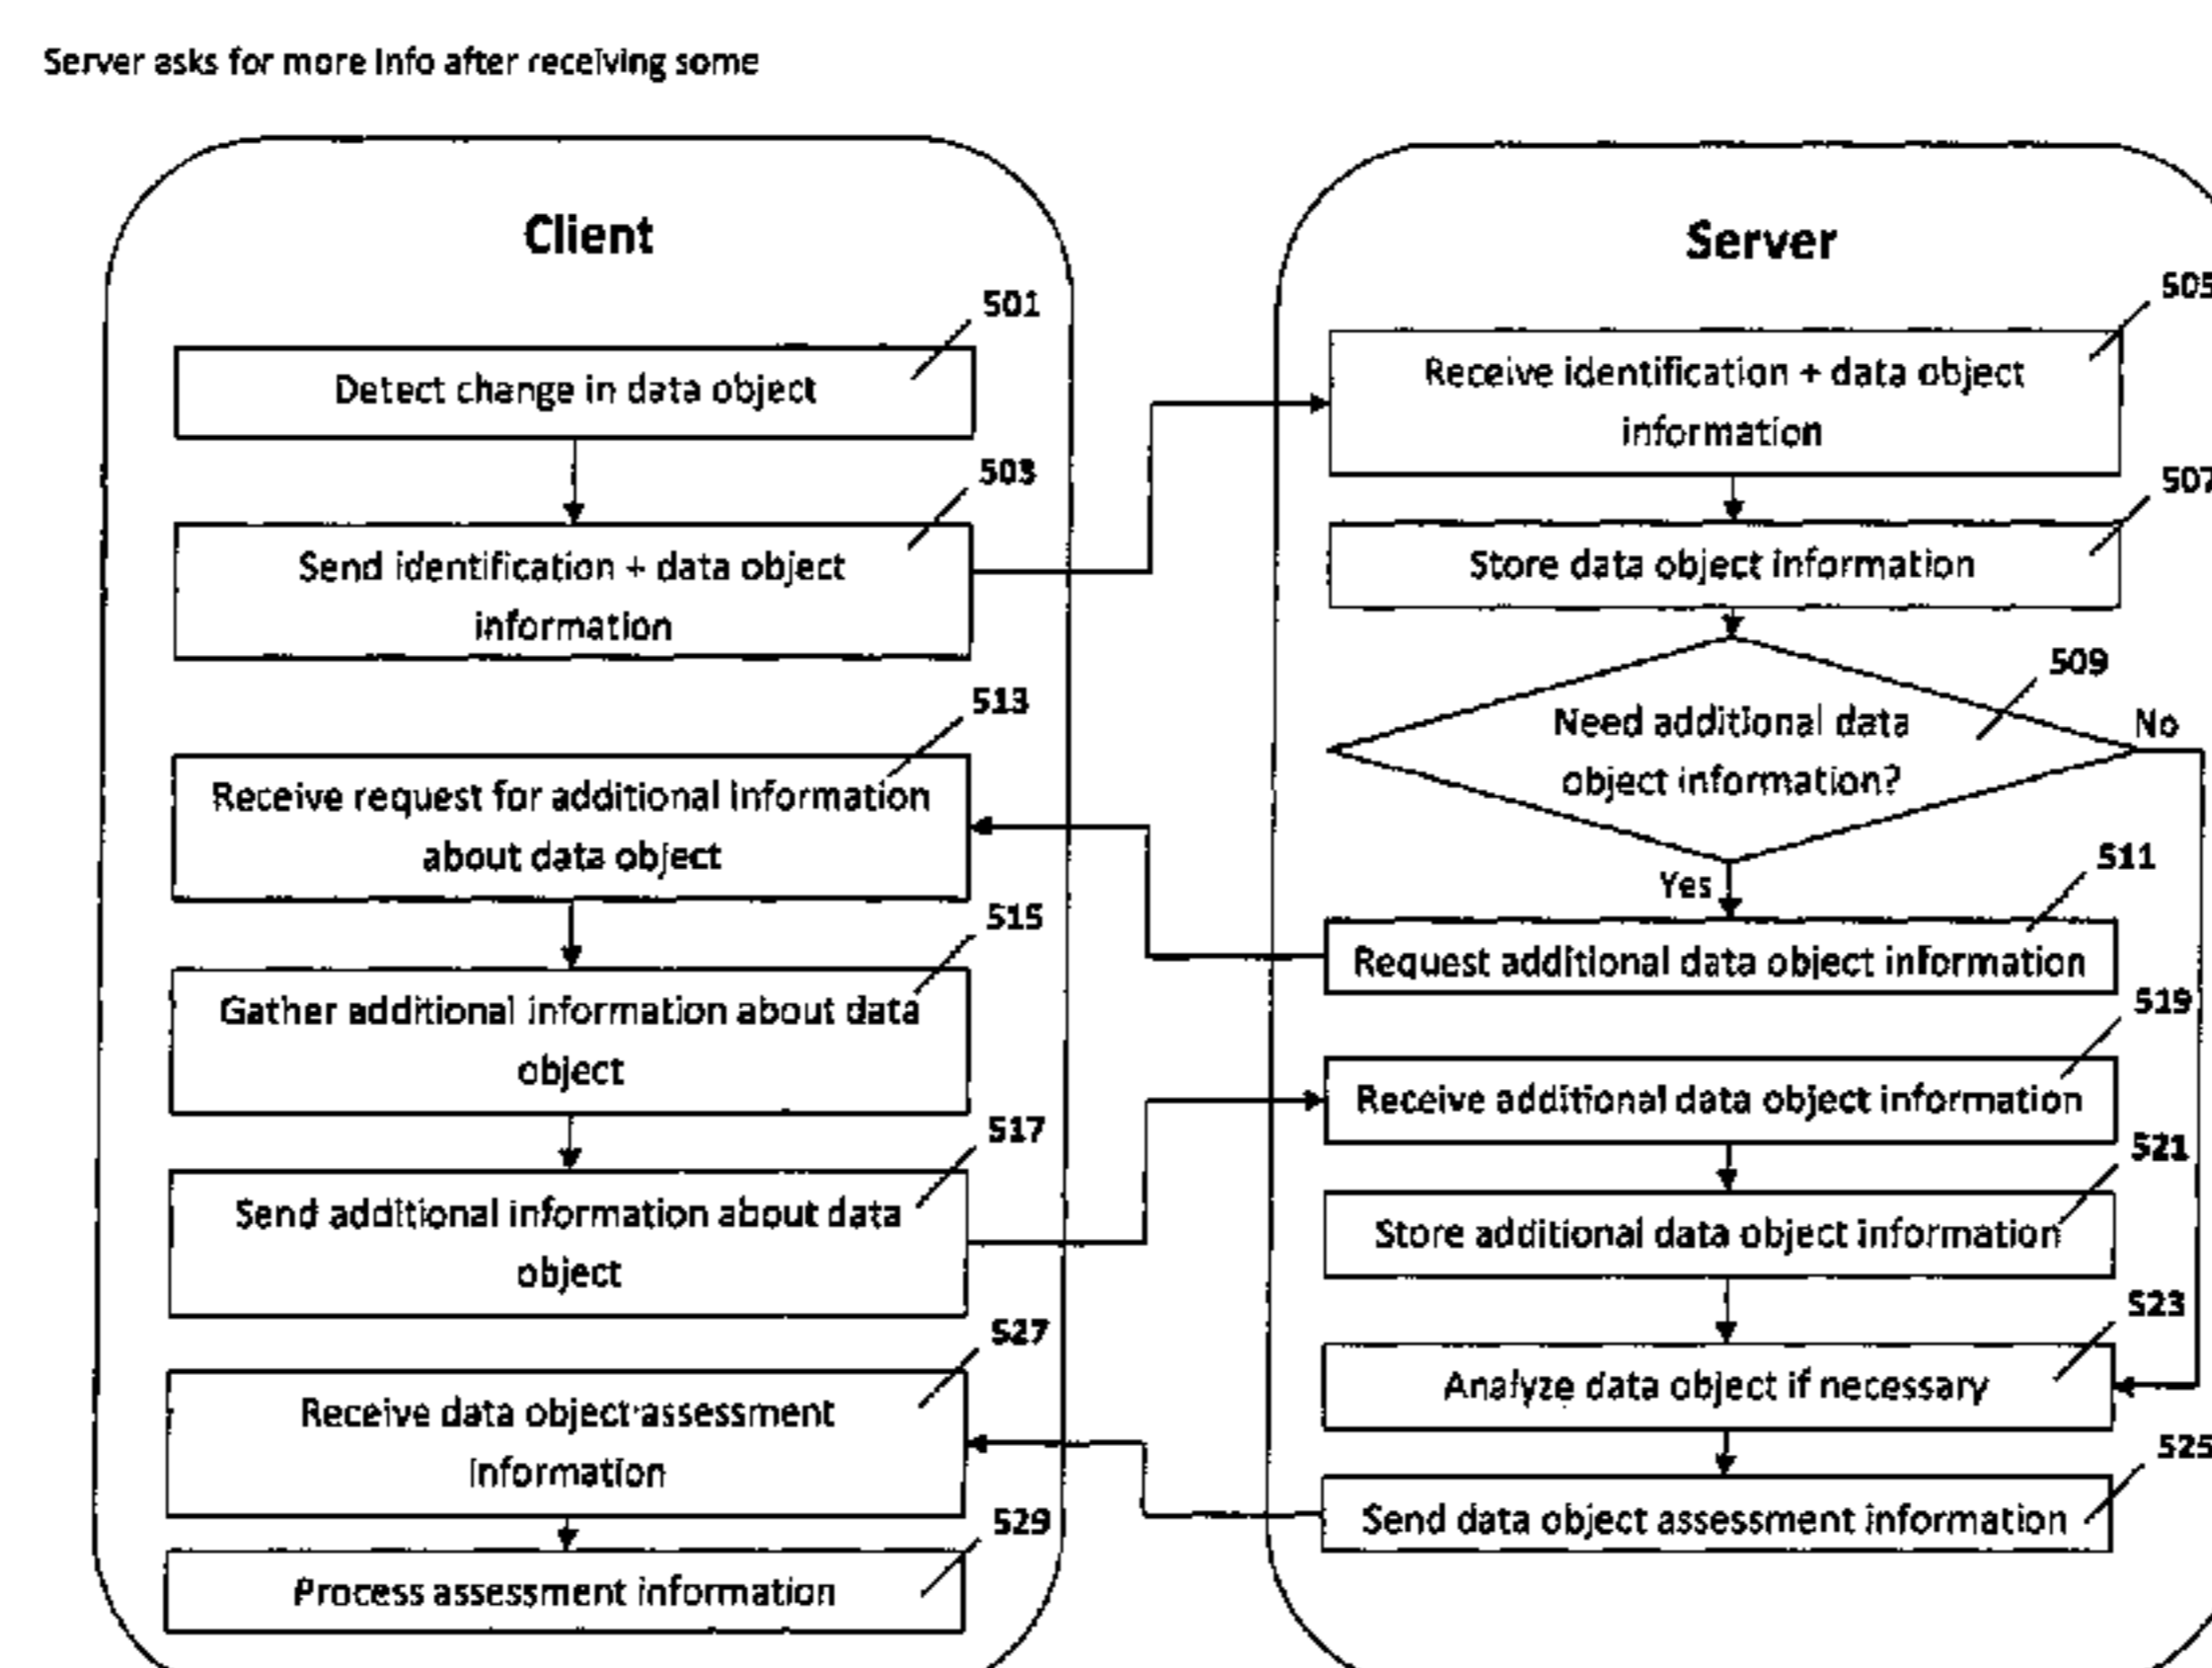 Server asks for more info after receiving some
Client
501
Detect change in data object
503
Send identification + data object
information
513
Receive request for additional information
about data object
515
Gather additional information about data
object
517
Send additional information about data
object
527
Receive data object assessment
information
529
Process assessment information
Server
505
Receive identification + data object
information
507
Store data object information
509
Need additional data
object information?
No
Yes
511
Request additional data object information
519
Receive additional data object information
521
Store additional data object information
523
Analyze data object if necessary
525
Send data object assessment information